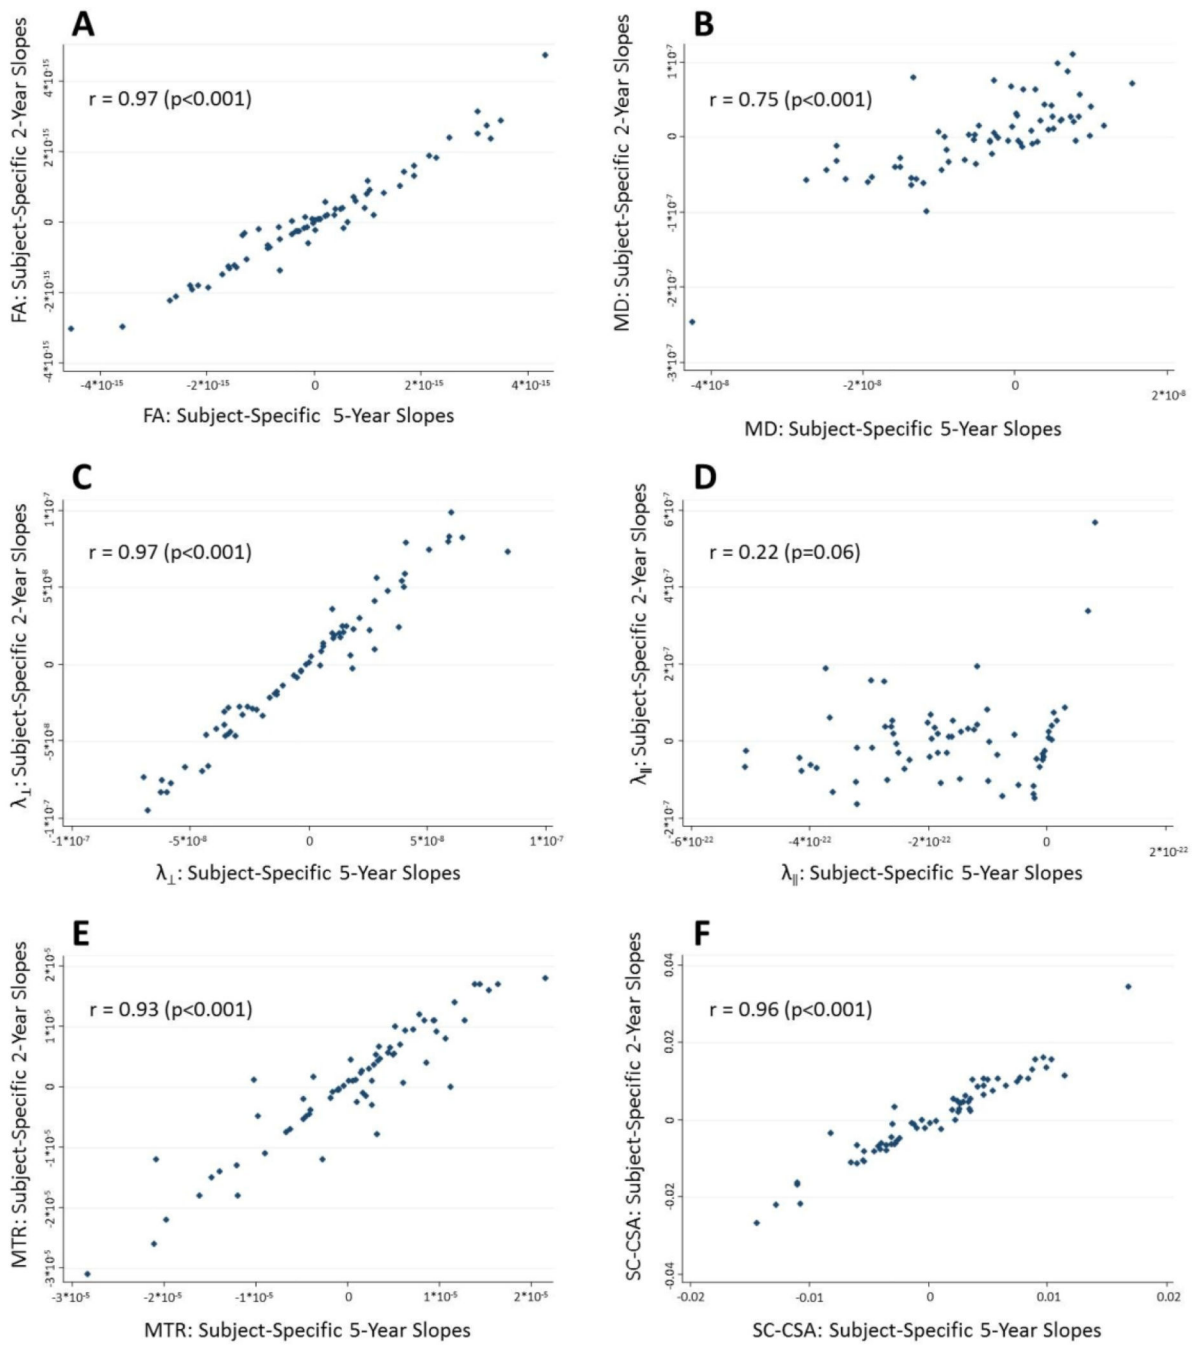 A
FA: Subject-Specific 2-Year Slopes
4*10⁻¹⁵
2*10⁻¹⁵
0
-2*10⁻¹⁵
-4*10⁻¹⁵
r = 0.97 (p<0.001)
-4*10⁻¹⁵ -2*10⁻¹⁵ 0 2*10⁻¹⁵ 4*10⁻¹⁵
FA: Subject-Specific 5-Year Slopes
B
MD: Subject-Specific 2-Year Slopes
1*10⁻⁷
0
-1*10⁻⁷
-2*10⁻⁷
-3*10⁻⁷
r = 0.75 (p<0.001)
-4*10⁻⁸ -2*10⁻⁸ 0 2*10⁻⁸
MD: Subject-Specific 5-Year Slopes
C
λ⊥: Subject-Specific 2-Year Slopes
1*10⁻⁷
5*10⁻⁸
0
-5*10⁻⁸
-1*10⁻⁷
r = 0.97 (p<0.001)
-1*10⁻⁷ -5*10⁻⁸ 0 5*10⁻⁸ 1*10⁻⁷
λ⊥: Subject-Specific 5-Year Slopes
D
λ∥: Subject-Specific 2-Year Slopes
6*10⁻⁷
4*10⁻⁷
2*10⁻⁷
0
-2*10⁻⁷
r = 0.22 (p=0.06)
-6*10⁻²² -4*10⁻²² -2*10⁻²² 0 2*10⁻²²
λ∥: Subject-Specific 5-Year Slopes
E
MTR: Subject-Specific 2-Year Slopes
2*10⁻⁵
1*10⁻⁵
0
-1*10⁻⁵
-2*10⁻⁵
-3*10⁻⁵
r = 0.93 (p<0.001)
-3*10⁻⁵ -2*10⁻⁵ -1*10⁻⁵ 0 1*10⁻⁵ 2*10⁻⁵
MTR: Subject-Specific 5-Year Slopes
F
SC-CSA: Subject-Specific 2-Year Slopes
0.04
0.02
0
-0.02
-0.04
r = 0.96 (p<0.001)
-0.02 -0.01 0 0.01 0.02
SC-CSA: Subject-Specific 5-Year Slopes